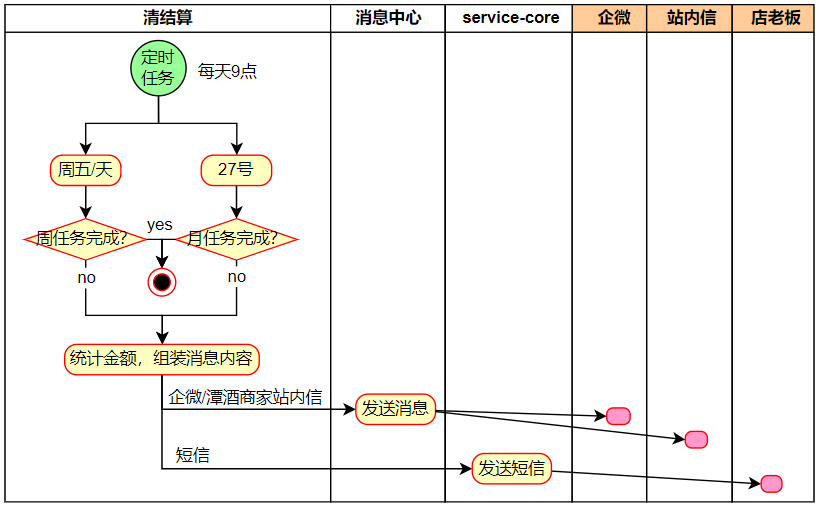 清结算
消息中心
service-core
企微
站内信
店老板
定时
任务
每天9点
周五/天
27号
周任务完成?
yes
月任务完成?
no
no
统计金额，组装消息内容
企微/潭酒商家站内信
发送消息
短信
发送短信